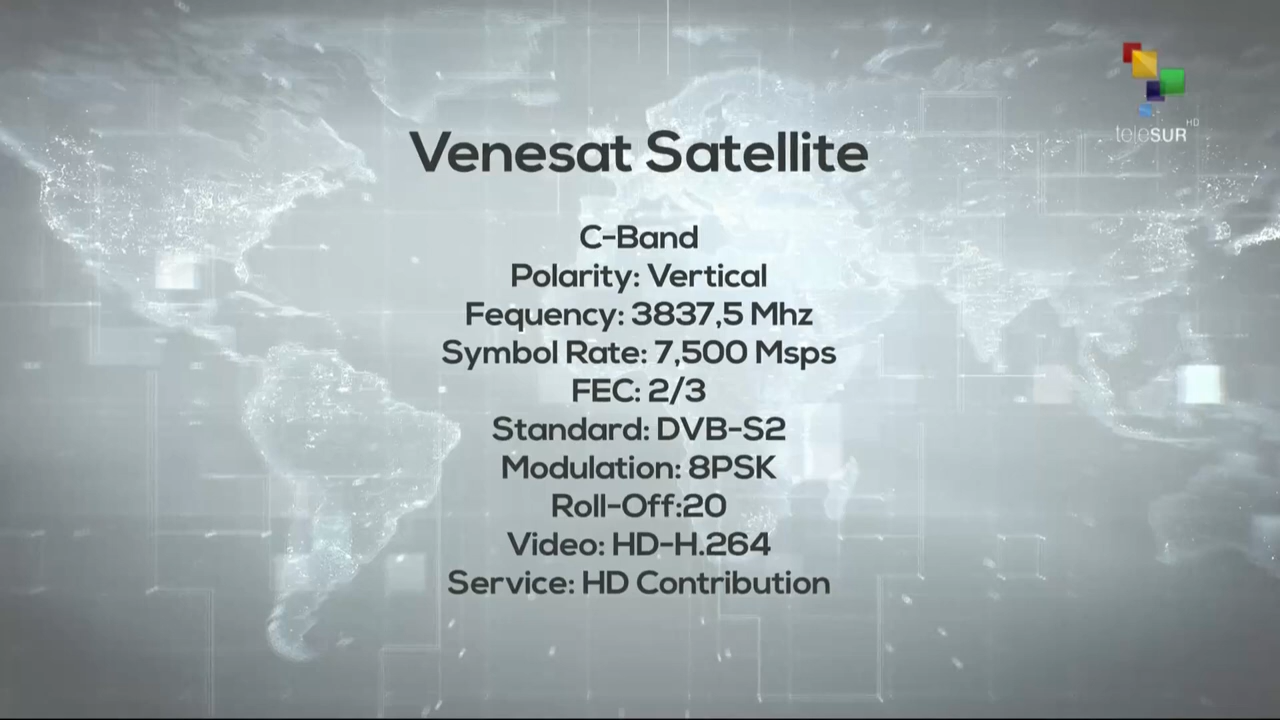 HD
teleSUR
Venesat Satellite
C-Band
Polarity: Vertical
Fequency: 3837,5 Mhz
Symbol Rate: 7,500 Msps
FEC: 2/3
Standard: DVB-S2
Modulation: 8PSK
Roll-Off:20
Video: HD-H.264
Service: HD Contribution